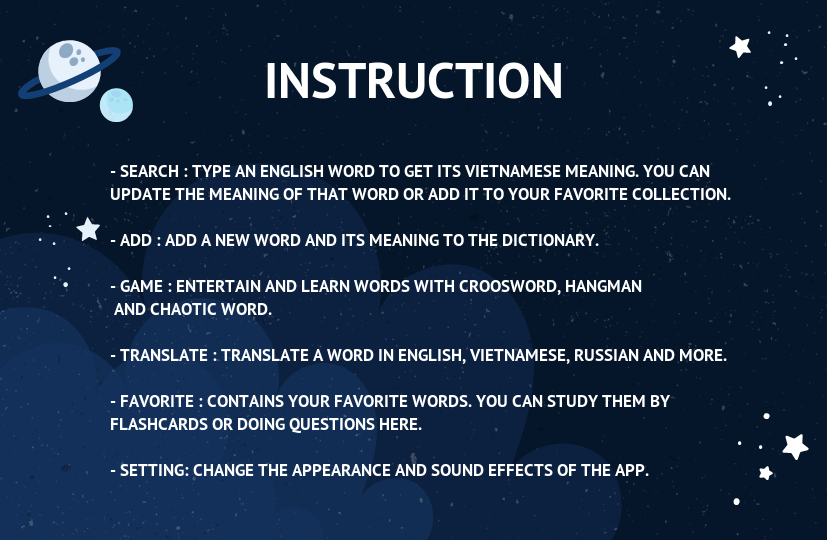 INSTRUCTION
- SEARCH : TYPE AN ENGLISH WORD TO GET ITS VIETNAMESE MEANING. YOU CAN
UPDATE THE MEANING OF THAT WORD OR ADD IT TO YOUR FAVORITE COLLECTION.
- ADD : ADD A NEW WORD AND ITS MEANING TO THE DICTIONARY.
- GAME : ENTERTAIN AND LEARN WORDS WITH CROOSWORD, HANGMAN
AND CHAOTIC WORD.
- TRANSLATE : TRANSLATE A WORD IN ENGLISH, VIETNAMESE, RUSSIAN AND MORE.
- FAVORITE : CONTAINS YOUR FAVORITE WORDS. YOU CAN STUDY THEM BY
FLASHCARDS OR DOING QUESTIONS HERE.
- SETTING: CHANGE THE APPEARANCE AND SOUND EFFECTS OF THE APP.